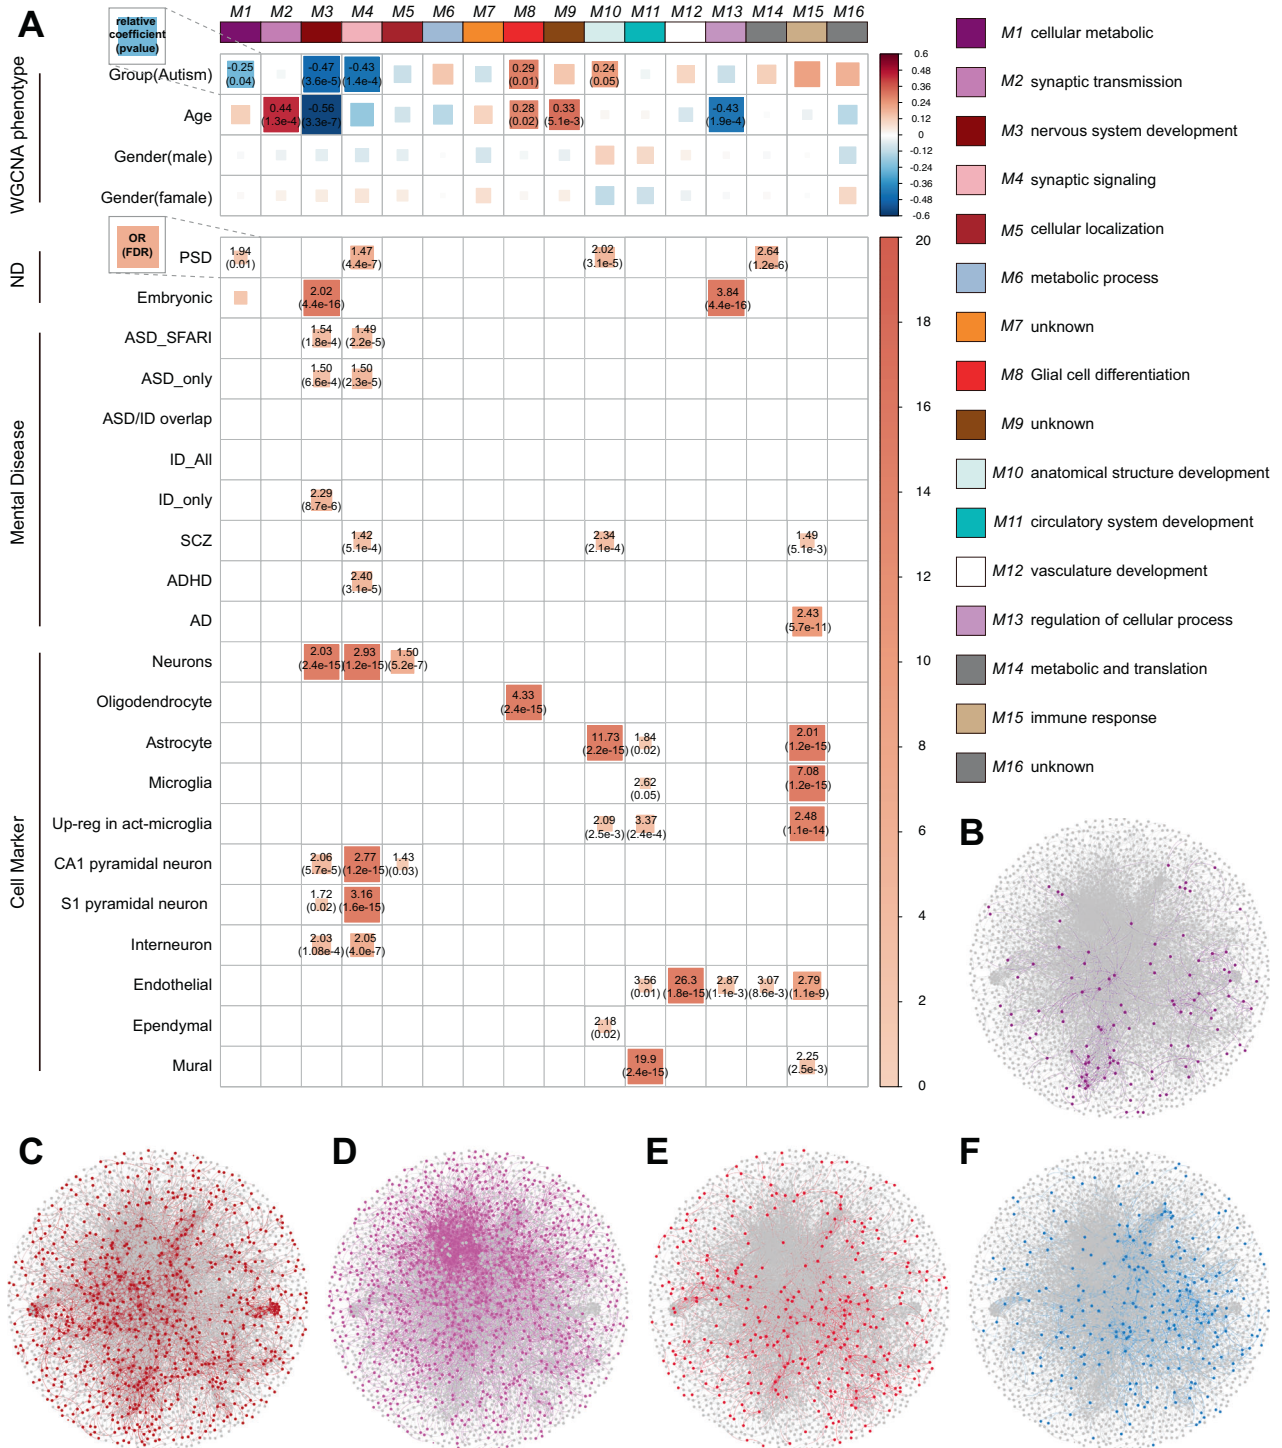 A
relative
coefficient
(pvalue)
M1 M2 M3 M4 M5 M6 M7 M8 M9 M10 M11 M12 M13 M14 M15 M16
WGCNA phenotype
Group(Autism) -0.25 -0.47 -0.43 0.29 0.24
(0.04) (3.6e-5) (1.4e-4) (0.01) (0.05)
Age 0.44 -0.56 0.28 0.33 -0.43
(1.3e-4) (3.3e-7) (0.02) (5.1e-3) (1.9e-4)
Gender(male)
Gender(famale)
0.6
0.48
0.36
0.24
0.12
0
-0.12
-0.24
-0.36
-0.48
-0.6
OR
(FDR)
ND
PSD 1.94 1.47 2.02 2.64
(0.01) (4.4e-7) (3.1e-5) (1.2e-6)
Embryonic 2.02 3.84
(4.4e-16) (4.4e-16)
Mental Disease
ASD_SFARI 1.54 1.49
(1.8e-4) (2.2e-5)
ASD_only 1.50 1.50
(6.6e-4) (2.3e-5)
ASD/ID overlap
ID_All
ID_only 2.29
(8.7e-6)
SCZ 1.42 2.34 1.49
(5.1e-4) (2.1e-4) (5.1e-3)
ADHD 2.40
(3.1e-5)
AD 2.43
(5.7e-11)
Cell Marker
Neurons 2.03 2.93 1.50
(2.4e-15) (1.2e-15) (5.2e-7)
Oligodendrocyte 4.33
(2.4e-15)
Astrocyte 11.73 1.84 2.01
(2.2e-15) (0.02) (1.2e-15)
Microglia 2.62 7.08
(0.05) (1.2e-15)
Up-reg in act-microglia 2.09 3.37 2.48
(2.5e-3) (2.4e-4) (1.1e-14)
CA1 pyramidal neuron 2.06 2.77 1.43
(5.7e-5) (1.2e-15) (0.03)
S1 pyramidal neuron 1.72 3.16
(0.02) (1.6e-15)
Interneuron 2.03 2.05
(1.08e-4) (4.0e-7)
Endothelial 3.56 26.3 2.87 3.07 2.79
(0.01) (1.8e-15) (1.1e-3) (8.6e-3) (1.1e-9)
Ependymal 2.18
(0.02)
Mural 19.9 2.25
(2.4e-15) (2.5e-3)
20
18
16
14
12
10
8
6
4
2
0
M1 cellular metabolic
M2 synaptic transmission
M3 nervous system development
M4 synaptic signaling
M5 cellular localization
M6 metabolic process
M7 unknown
M8 Glial cell differentiation
M9 unknown
M10 anatomical structure development
M11 circulatory system development
M12 vasculature development
M13 regulation of cellular process
M14 metabolic and translation
M15 immune response
M16 unknown
B
C
D
E
F